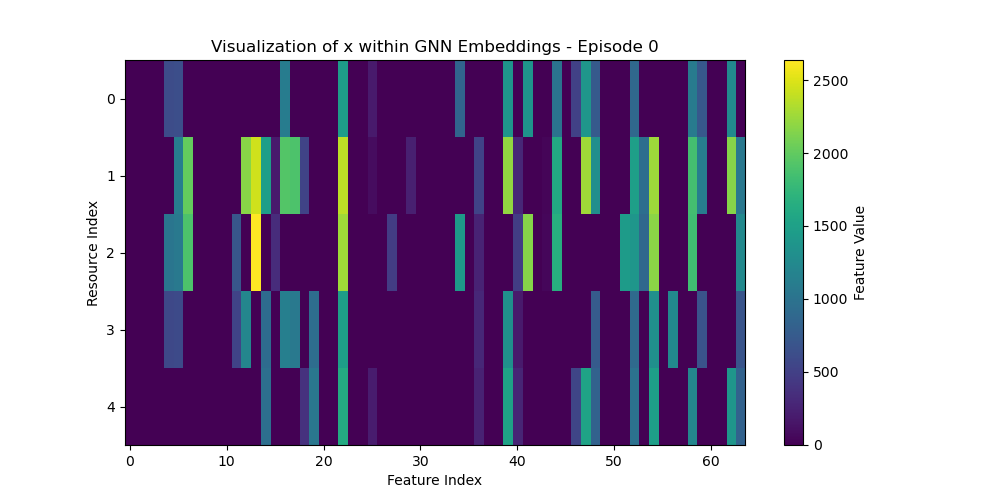 Visualization of x within GNN Embeddings - Episode 0
Resource Index
0
1
2
3
4
0 10 20 30 40 50 60
Feature Index
2500
2000
1500
1000
500
0
Feature Value